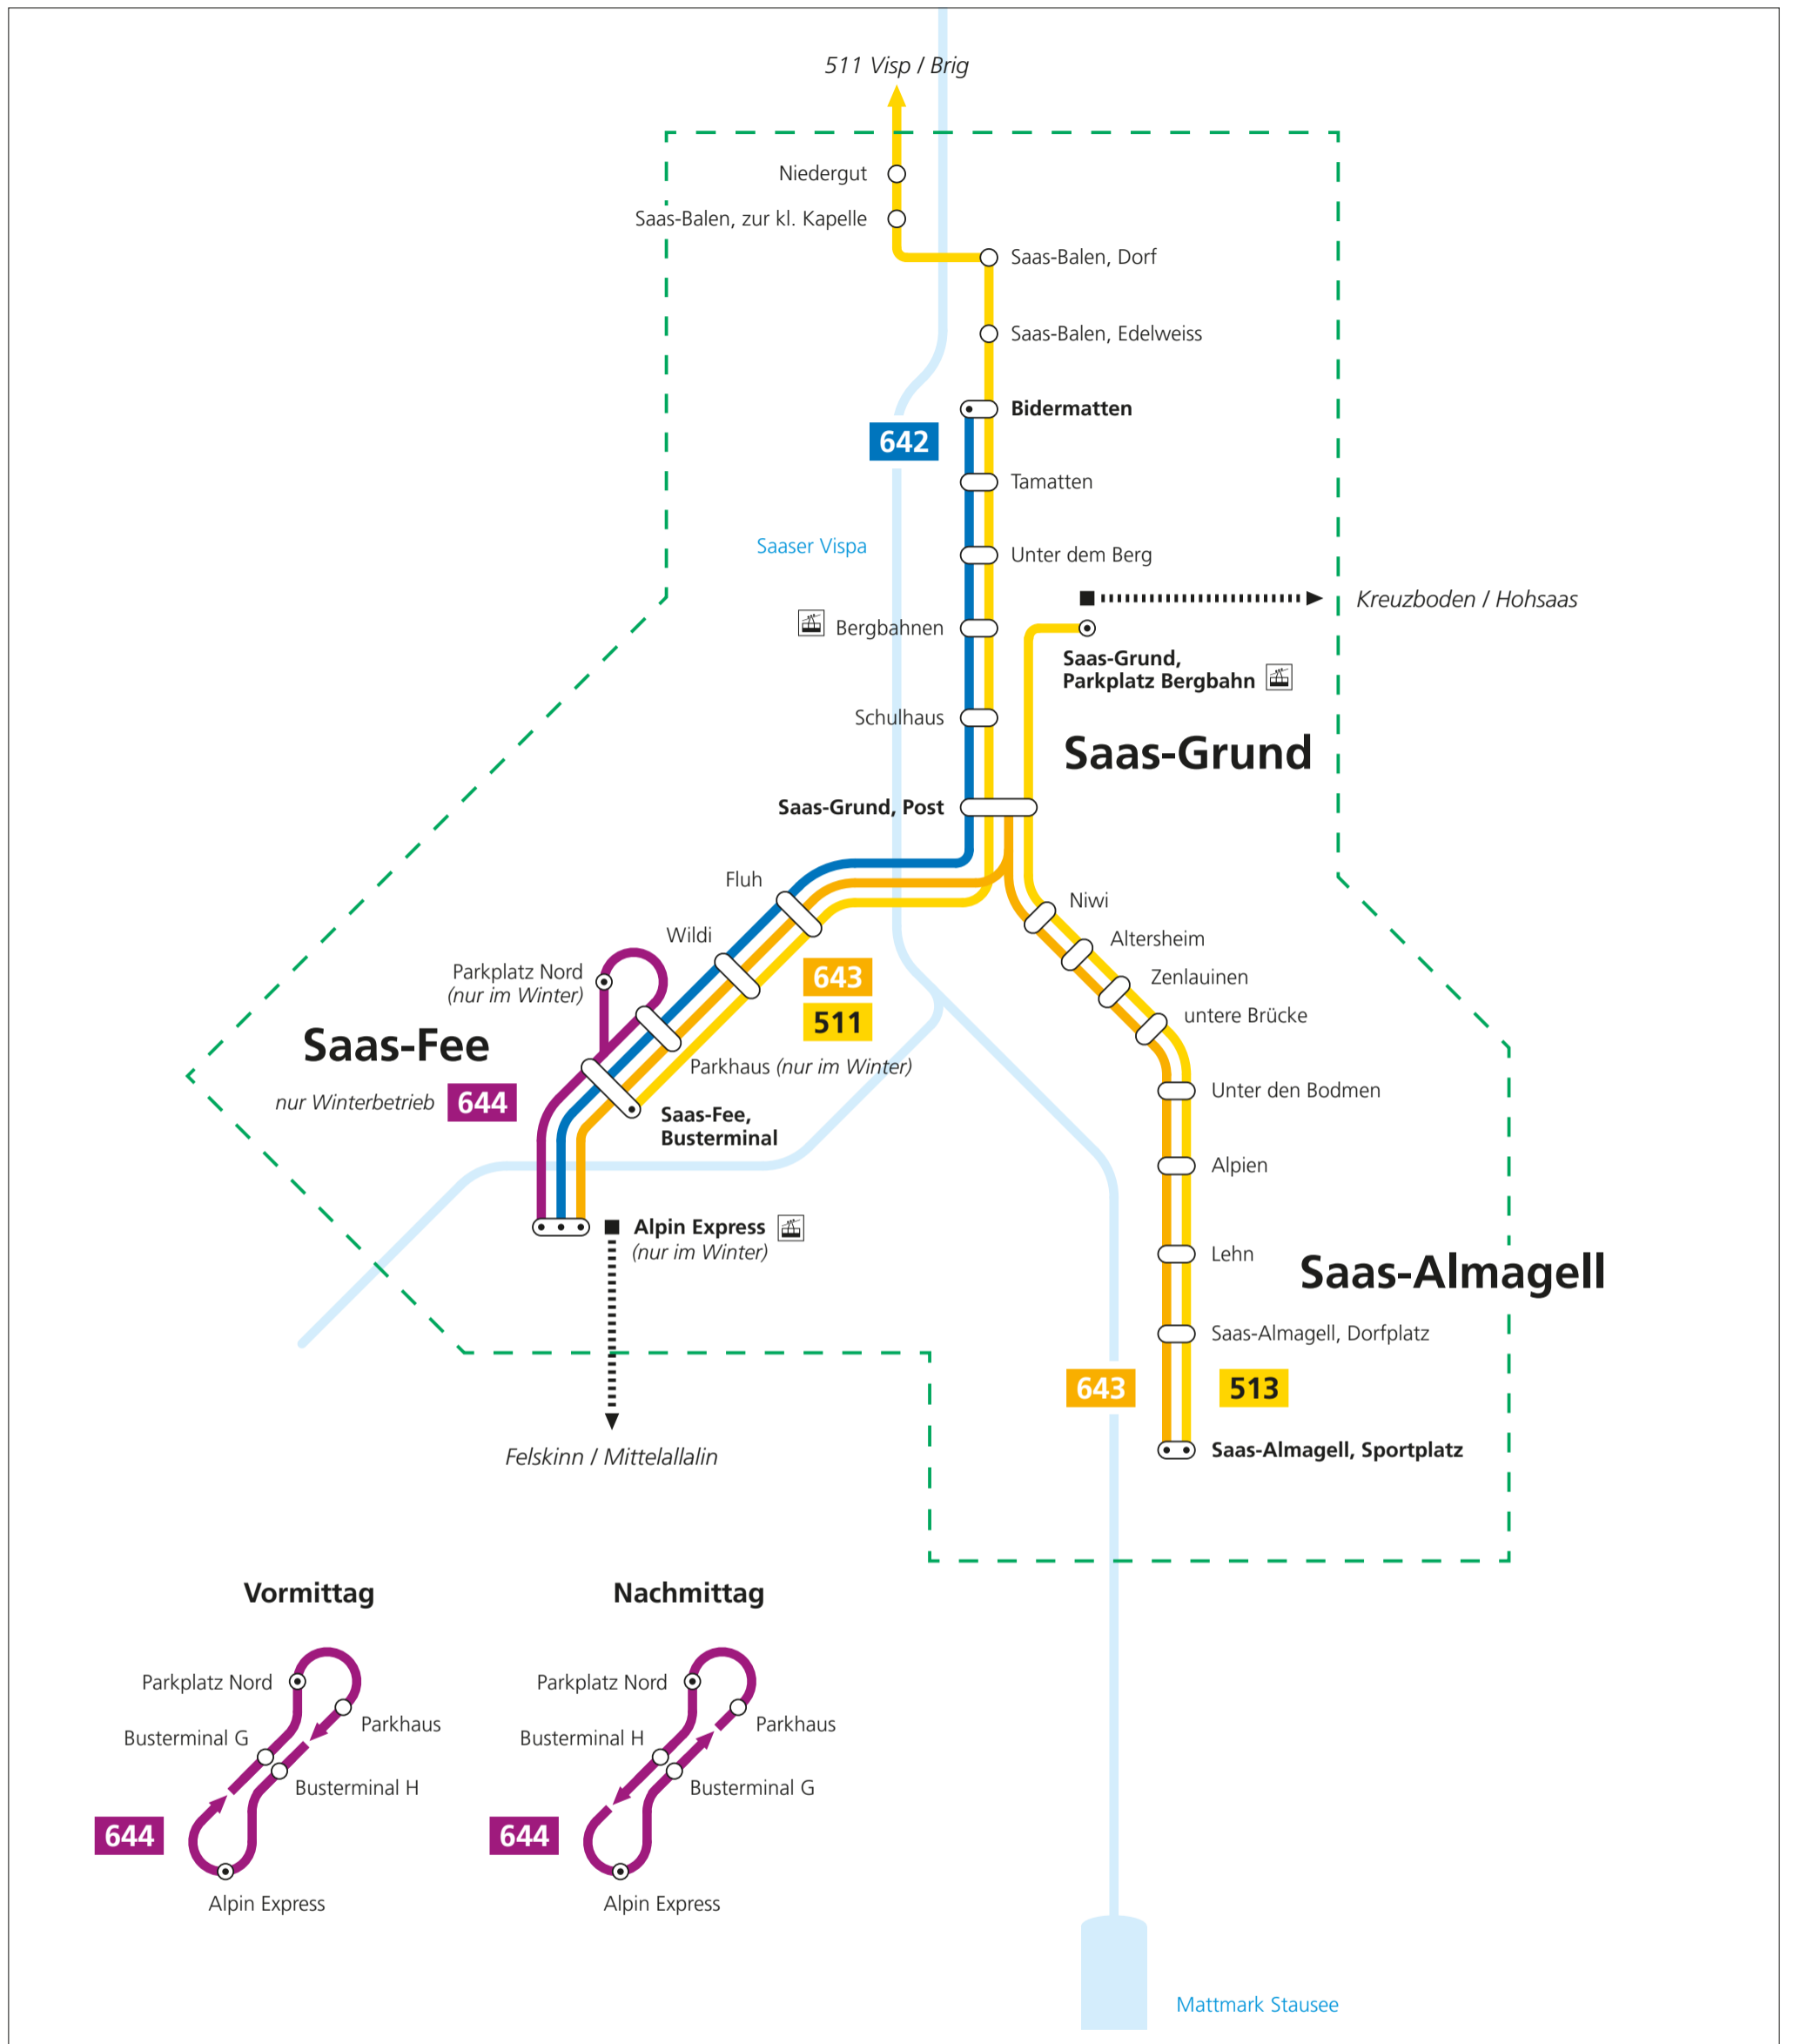 511 Visp / Brig
Niedergut
Saas-Balen, zur kl. Kapelle
Saas-Balen, Dorf
Saas-Balen, Edelweiss
Bidermatten
642
Tamatten
Saaser Vispa
Unter dem Berg
Kreuzboden / Hohsaas
Bergbahnen
Saas-Grund,
Parkplatz Bergbahn
Schulhaus
Saas-Grund
Saas-Grund, Post
Fluh
Niwi
Wildi
Altersheim
Parkplatz Nord
(nur im Winter)
643
Zenlauinen
511
untere Brücke
Saas-Fee
Parkhaus (nur im Winter)
nur Winterbetrieb 644
Unter den Bodmen
Saas-Fee,
Busterminal
Alpien
Alpin Express
(nur im Winter)
Lehn
Saas-Almagell
Saas-Almagell, Dorfplatz
643
513
Felskinn / Mittelallalin
Saas-Almagell, Sportplatz
Vormittag
Parkplatz Nord
Parkhaus
Busterminal G
Busterminal H
644
Alpin Express
Nachmittag
Parkplatz Nord
Parkhaus
Busterminal H
Busterminal G
644
Alpin Express
Mattmark Stausee